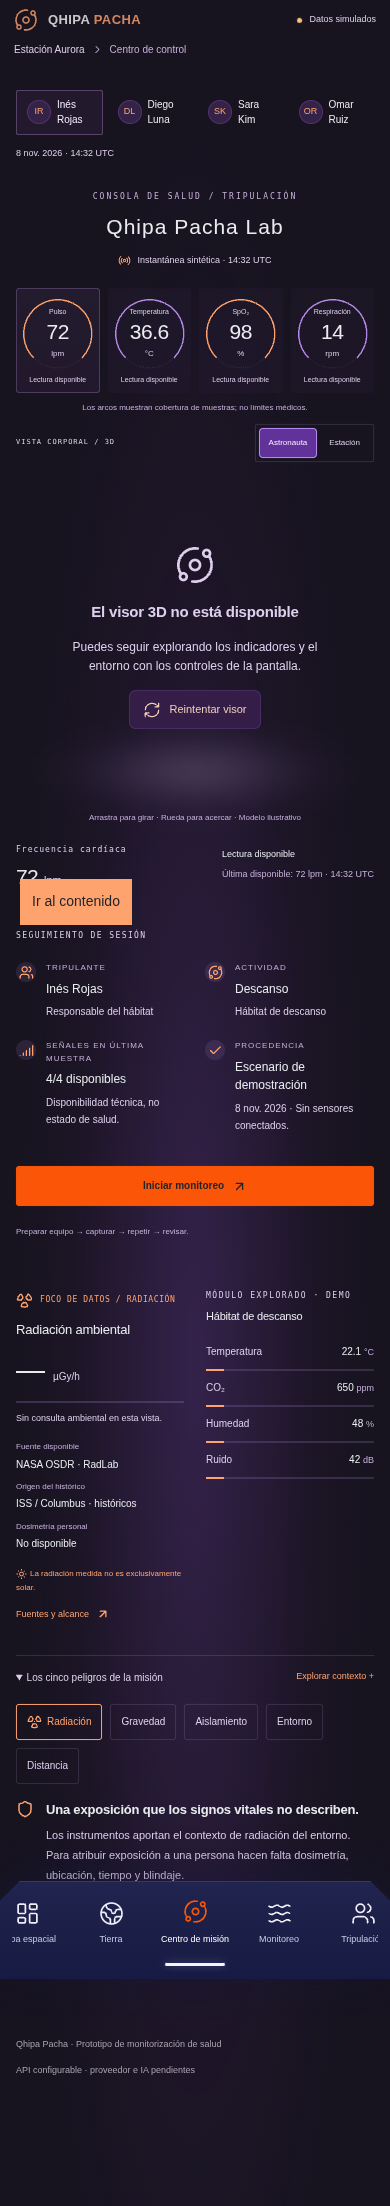 QHIPA PACHA
Datos simulados
Estación Aurora > Centro de control
IR Inés Rojas
DL Diego Luna
SK Sara Kim
OR Omar Ruiz
8 nov. 2026 · 14:32 UTC
CONSOLA DE SALUD / TRIPULACIÓN
Qhipa Pacha Lab
Instantánea sintética · 14:32 UTC
Pulso
72
lpm
Lectura disponible
Temperatura
36.6
°C
Lectura disponible
SpO₂
98
%
Lectura disponible
Respiración
14
rpm
Lectura disponible
Los arcos muestran cobertura de muestras; no límites médicos.
VISTA CORPORAL / 3D
Astronauta
Estación
El visor 3D no está disponible
Puedes seguir explorando los indicadores y el
entorno con los controles de la pantalla.
Reintentar visor
Arrastra para girar · Rueda para acercar · Modelo ilustrativo
Frecuencia cardíaca
72 lpm
Lectura disponible
Última disponible: 72 lpm · 14:32 UTC
Ir al contenido
SEGUIMIENTO DE SESIÓN
TRIPULANTE
Inés Rojas
Responsable del hábitat
ACTIVIDAD
Descanso
Hábitat de descanso
SEÑALES EN ÚLTIMA
MUESTRA
4/4 disponibles
Disponibilidad técnica, no
estado de salud.
PROCEDENCIA
Escenario de
demostración
8 nov. 2026 · Sin sensores
conectados.
Iniciar monitoreo
Preparar equipo → capturar → repetir → revisar.
FOCO DE DATOS / RADIACIÓN
Radiación ambiental
— µGy/h
Sin consulta ambiental en esta vista.
Fuente disponible
NASA OSDR · RadLab
Origen del histórico
ISS / Columbus · históricos
Dosimetría personal
No disponible
La radiación medida no es exclusivamente
solar.
Fuentes y alcance
MÓDULO EXPLORADO · DEMO
Hábitat de descanso
Temperatura 22.1 °C
CO₂ 650 ppm
Humedad 48 %
Ruido 42 dB
▼ Los cinco peligros de la misión
Explorar contexto +
Radiación
Gravedad
Aislamiento
Entorno
Distancia
Una exposición que los signos vitales no describen.
Los instrumentos aportan el contexto de radiación del entorno.
Para atribuir exposición a una persona hacen falta dosimetría,
ubicación, tiempo y blindaje.
pa espacial
Tierra
Centro de misión
Monitoreo
Tripulació
Qhipa Pacha · Prototipo de monitorización de salud
API configurable · proveedor e IA pendientes